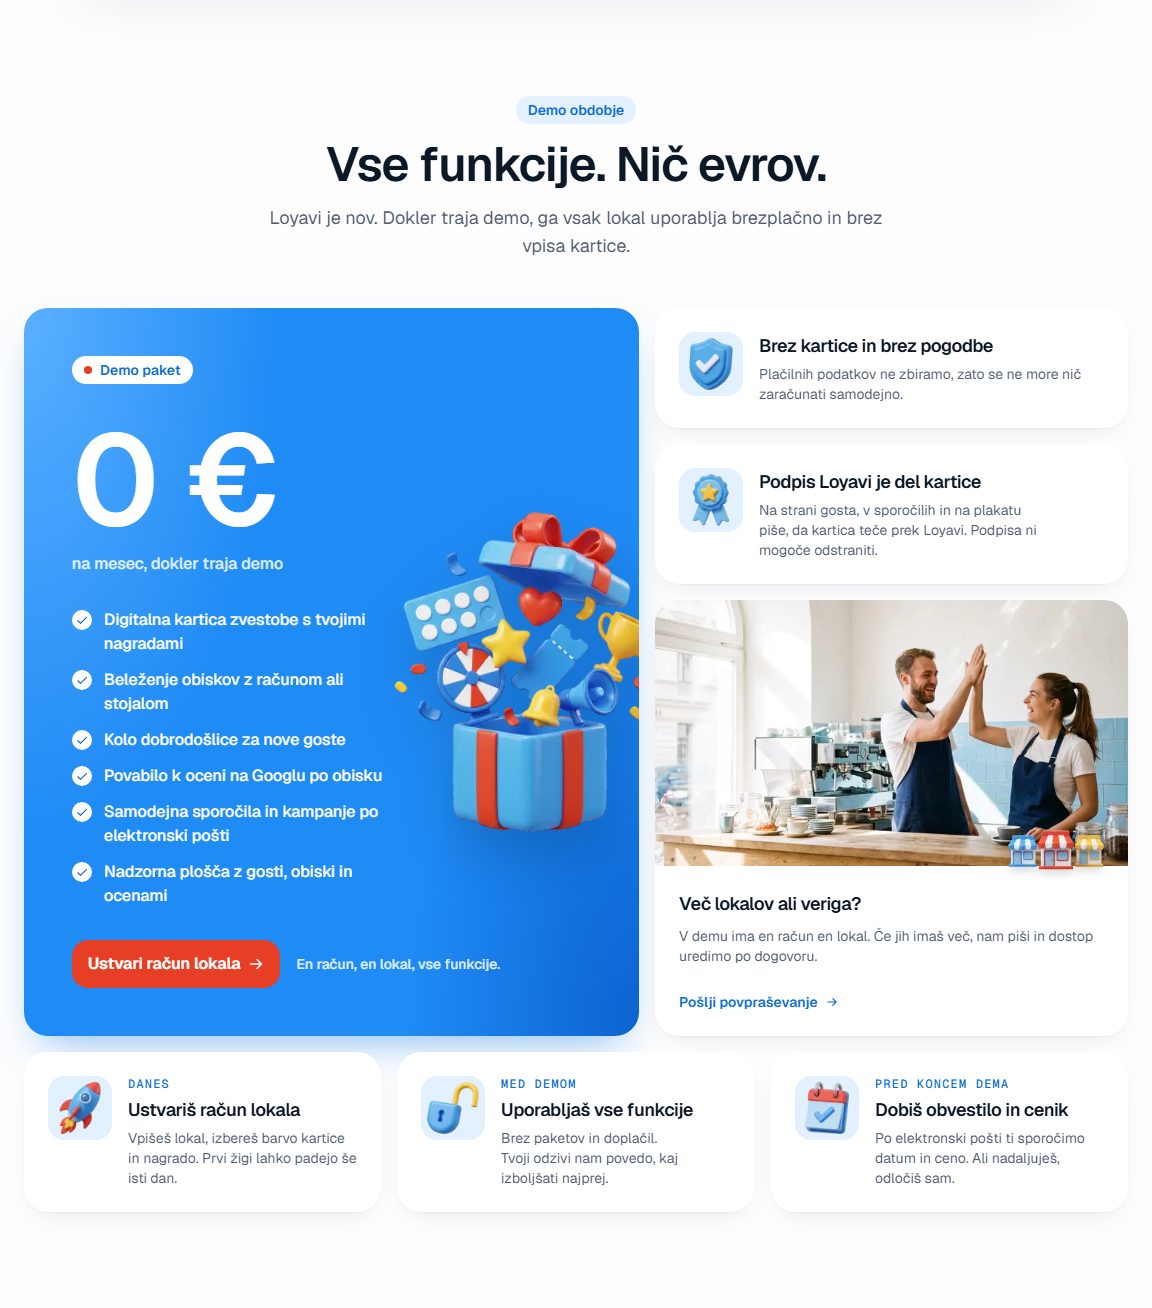 Demo obdobje
Vse funkcije. Nič evrov.
Loyavi je nov. Dokler traja demo, ga vsak lokal uporablja brezplačno in brez
vpisa kartice.
Demo paket
0 €
na mesec, dokler traja demo
Digitalna kartica zvestobe s tvojimi
nagradami
Beleženje obiskov z računom ali
stojalom
Kolo dobrodošlice za nove goste
Povabilo k oceni na Googlu po obisku
Samodejna sporočila in kampanje po
elektronski pošti
Nadzorna plošča z gosti, obiski in
ocenami
Ustvari račun lokala →
En račun, en lokal, vse funkcije.
Brez kartice in brez pogodbe
Plačilnih podatkov ne zbiramo, zato se ne more nič
zaračunati samodejno.
Podpis Loyavi je del kartice
Na strani gosta, v sporočilih in na plakatu
piše, da kartica teče prek Loyavi. Podpisa ni
mogoče odstraniti.
Več lokalov ali veriga?
V demu ima en račun en lokal. Če jih imaš več, nam piši in dostop
uredimo po dogovoru.
Pošlji povpraševanje →
DANES
Ustvariš račun lokala
Vpišeš lokal, izbereš barvo kartice
in nagrado. Prvi žigi lahko padejo še
isti dan.
MED DEMOM
Uporabljaš vse funkcije
Brez paketov in doplačil.
Tvoji odzivi nam povedo, kaj
izboljšati najprej.
PRED KONCEM DEMA
Dobiš obvestilo in cenik
Po elektronski pošti ti sporočimo
datum in ceno. Ali nadaljuješ,
odločiš sam.